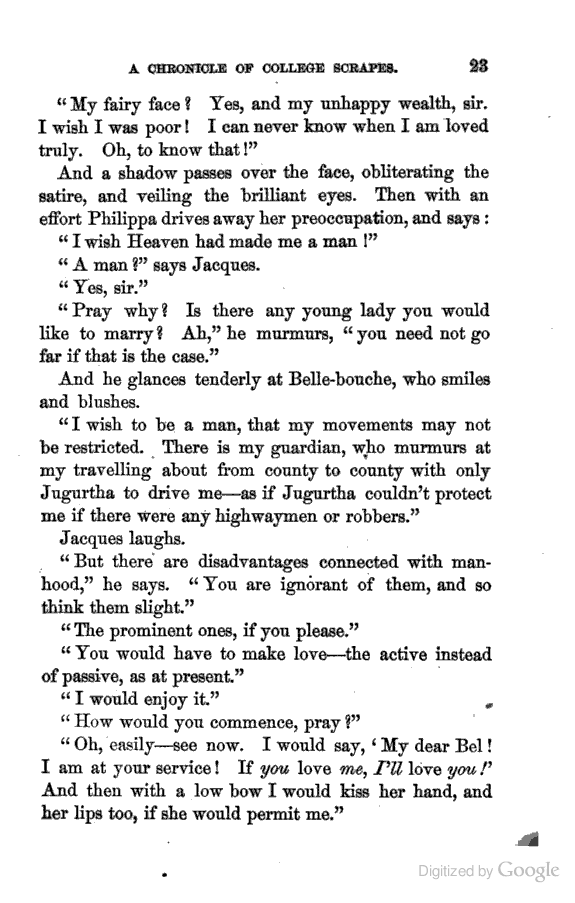 A CHRONICLE OF COLLEGE SCRAPES. 23
“My fairy face? Yes, and my unhappy wealth, sir.
I wish I was poor! I can never know when I am loved
truly. Oh, to know that!”
And a shadow passes over the face, obliterating the
satire, and veiling the brilliant eyes. Then with an
effort Philippa drives away her preoccupation, and says:
“I wish Heaven had made me a man!”
“A man?” says Jacques.
“Yes, sir.”
“Pray why? Is there any young lady you would
like to marry? Ah,” he murmurs, “you need not go
far if that is the case.”
And he glances tenderly at Belle-bouche, who smiles
and blushes.
“I wish to be a man, that my movements may not
be restricted. There is my guardian, who murmurs at
my travelling about from county to county with only
Jugurtha to drive me—as if Jugurtha couldn’t protect
me if there were any highwaymen or robbers.”
Jacques laughs.
“But there are disadvantages connected with man-
hood,” he says. “You are ignorant of them, and so
think them slight.”
“The prominent ones, if you please.”
“You would have to make love—the active instead
of passive, as at present.”
“I would enjoy it.”
“How would you commence, pray?”
“Oh, easily—see now. I would say, ‘My dear Bel!
I am at your service! If you love me, I’ll love you!’
And then with a low bow I would kiss her hand, and
her lips too, if she would permit me.”
Digitized by Google